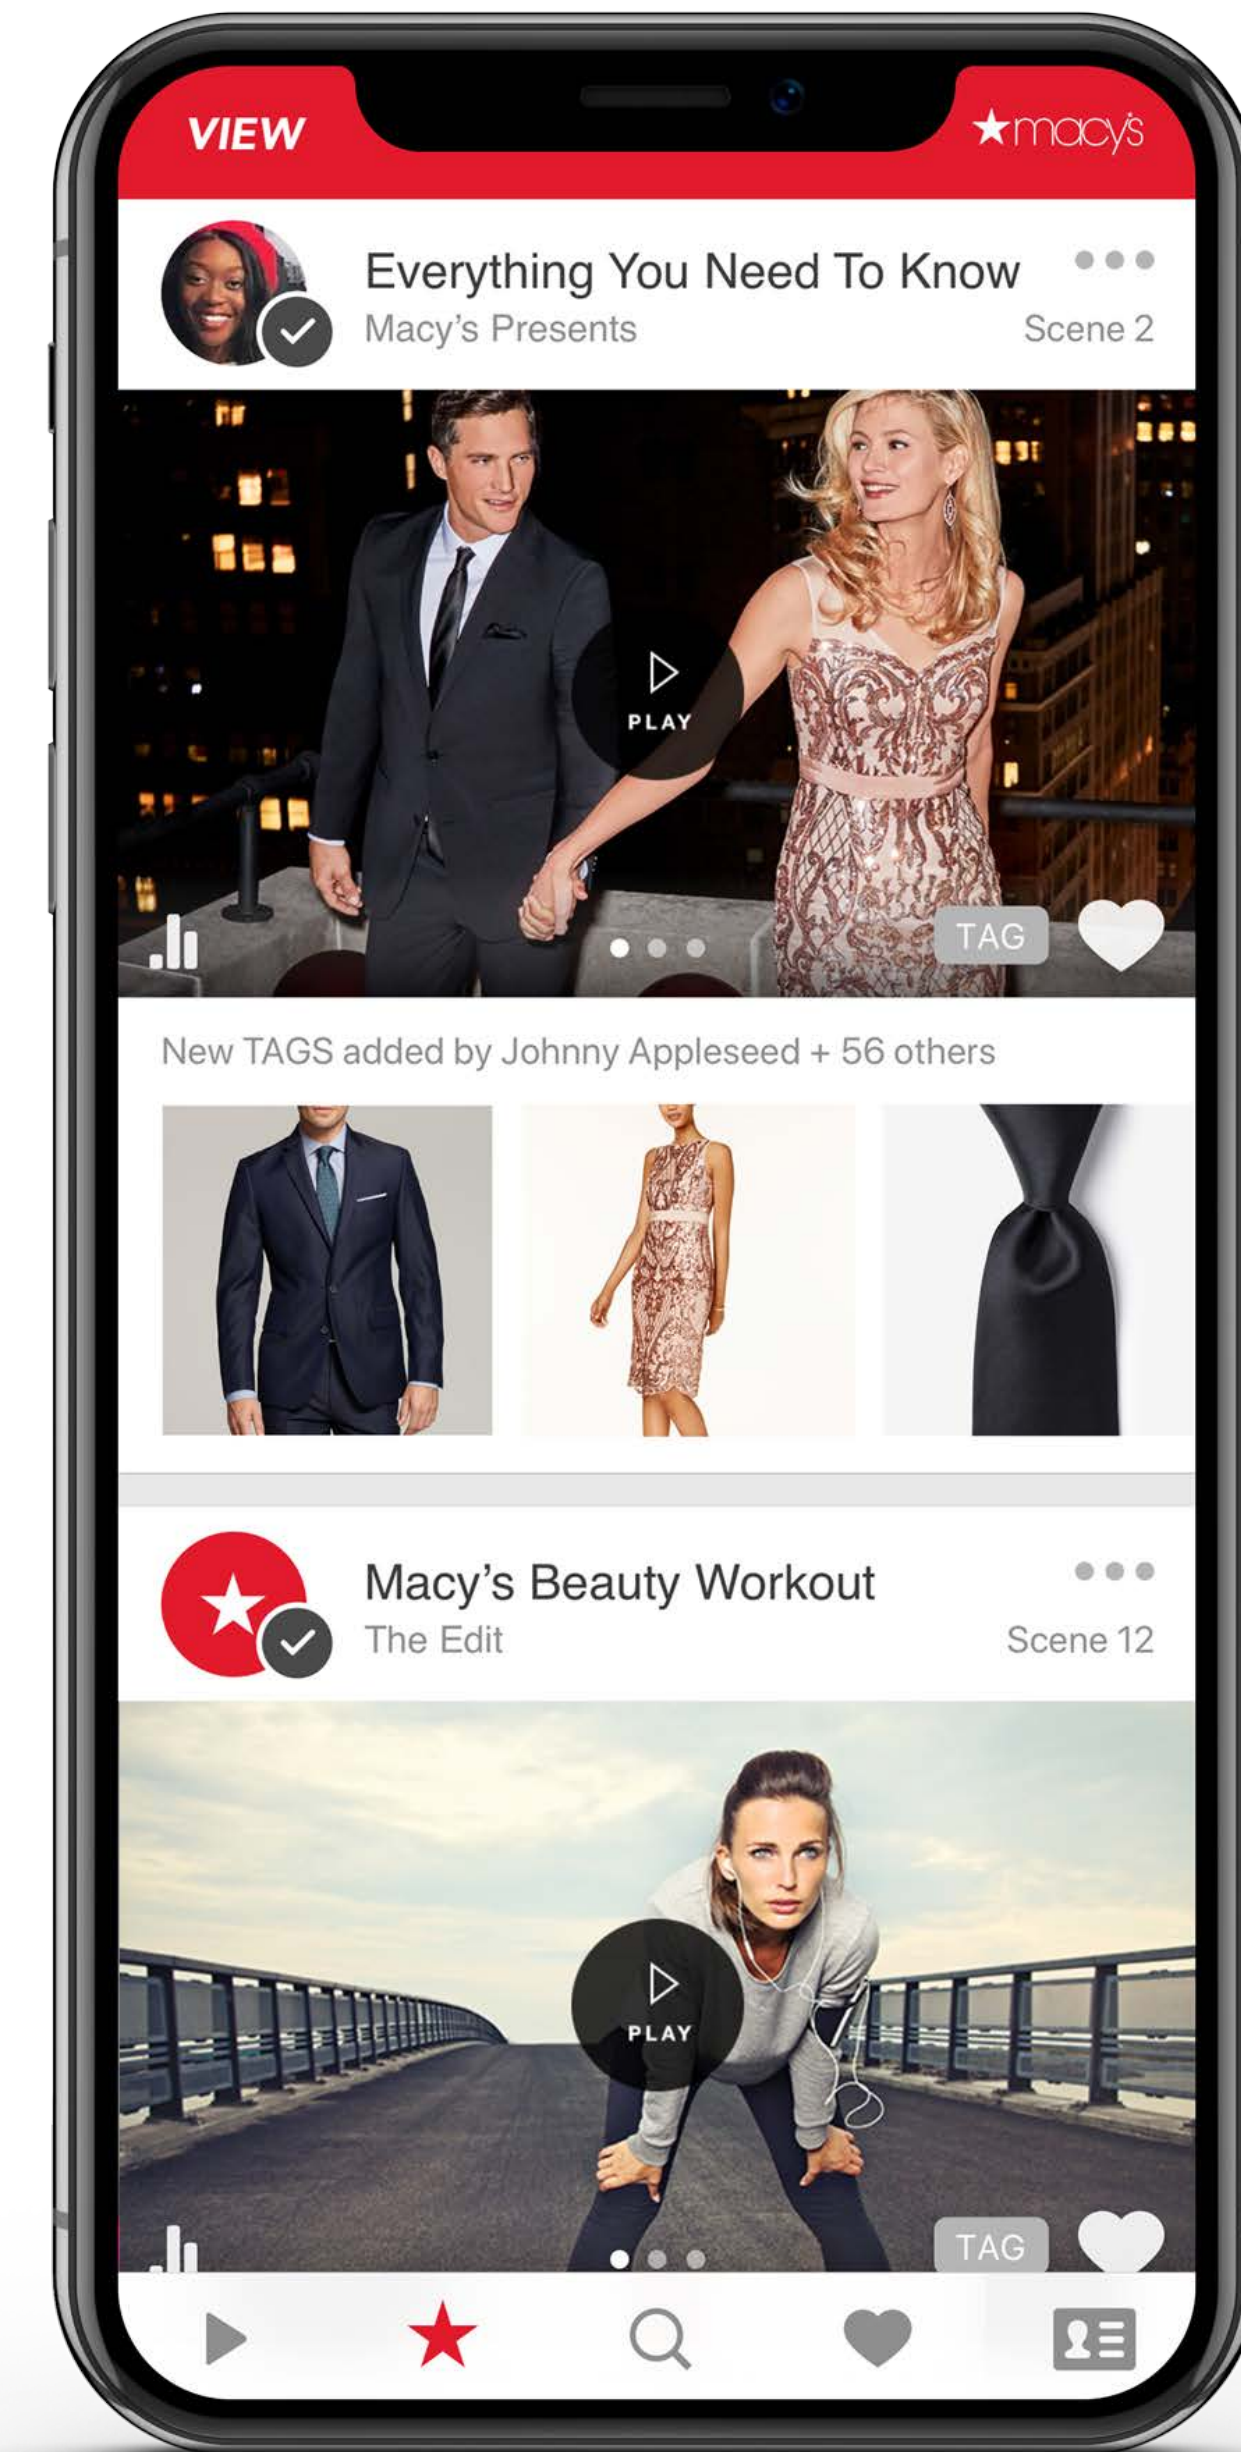 VIEW
★macy's
Everything You Need To Know
Macy's Presents
Scene 2
PLAY
TAG
New TAGS added by Johnny Appleseed + 56 others
Macy's Beauty Workout
The Edit
Scene 12
PLAY
TAG